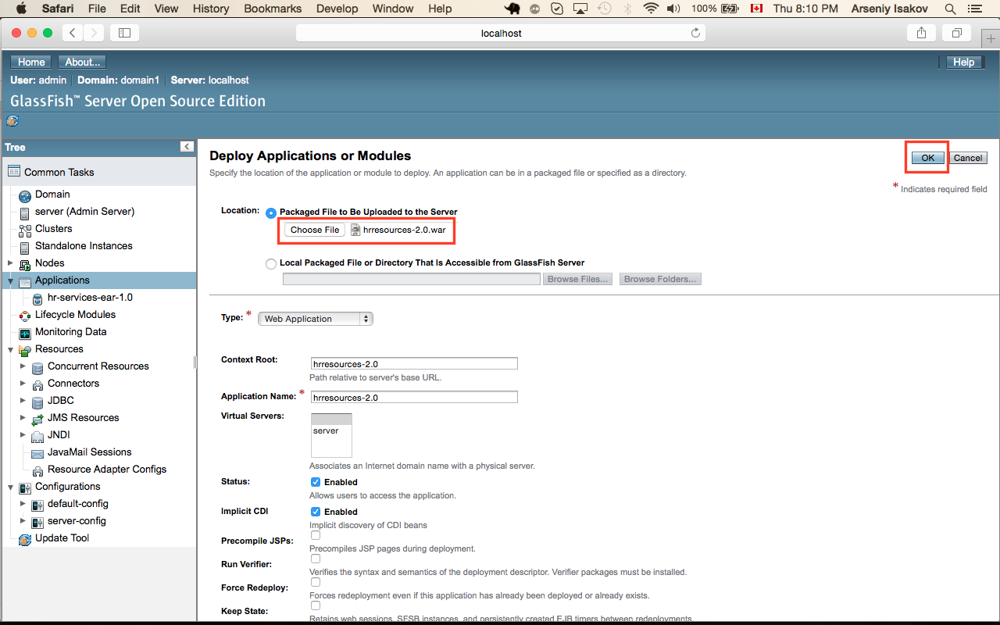 Safari File Edit View History Bookmarks Develop Window Help 100% Thu 8:10 PM Arseniy Isakov
localhost
Home About... Help
User: admin Domain: domain1 Server: localhost
GlassFish™ Server Open Source Edition
Tree
Common Tasks
Domain
server (Admin Server)
Clusters
Standalone Instances
Nodes
Applications
hr-services-ear-1.0
Lifecycle Modules
Monitoring Data
Resources
Concurrent Resources
Connectors
JDBC
JMS Resources
JNDI
JavaMail Sessions
Resource Adapter Configs
Configurations
default-config
server-config
Update Tool
Deploy Applications or Modules
OK Cancel
Specify the location of the application or module to deploy. An application can be in a packaged file or specified as a directory.
* Indicates required field
Location: Packaged File to Be Uploaded to the Server
Choose File hrresources-2.0.war
Local Packaged File or Directory That Is Accessible from GlassFish Server
Browse Files... Browse Folders...
Type: * Web Application
Context Root: hrresources-2.0
Path relative to server's base URL.
Application Name: * hrresources-2.0
Virtual Servers:
server
Associates an Internet domain name with a physical server.
Status: Enabled
Allows users to access the application.
Implicit CDI Enabled
Implicit discovery of CDI beans
Precompile JSPs:
Precompiles JSP pages during deployment.
Run Verifier:
Verifies the syntax and semantics of the deployment descriptor. Verifier packages must be installed.
Force Redeploy:
Forces redeployment even if this application has already been deployed or already exists.
Keep State:
Retains web sessions, SFSB instances, and persistently created EJB timers between redeployments.